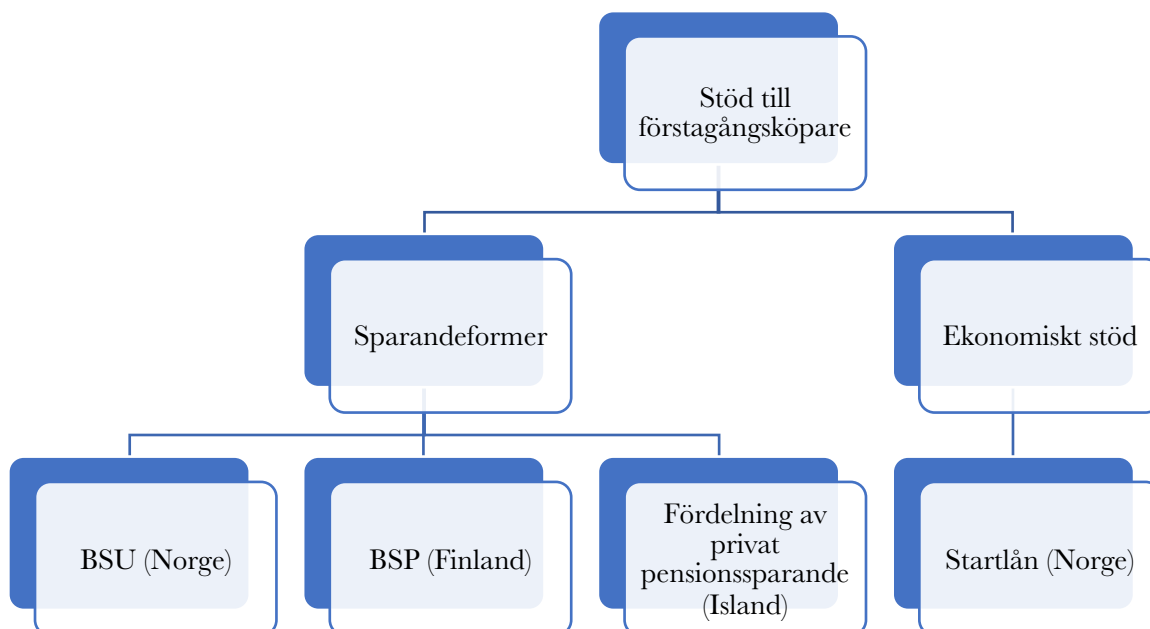 Stöd till
förstagångsköpare
Sparandeformer
Ekonomiskt stöd
BSU (Norge)
BSP (Finland)
Fördelning av
privat
pensionssparande
(Island)
Startlån (Norge)